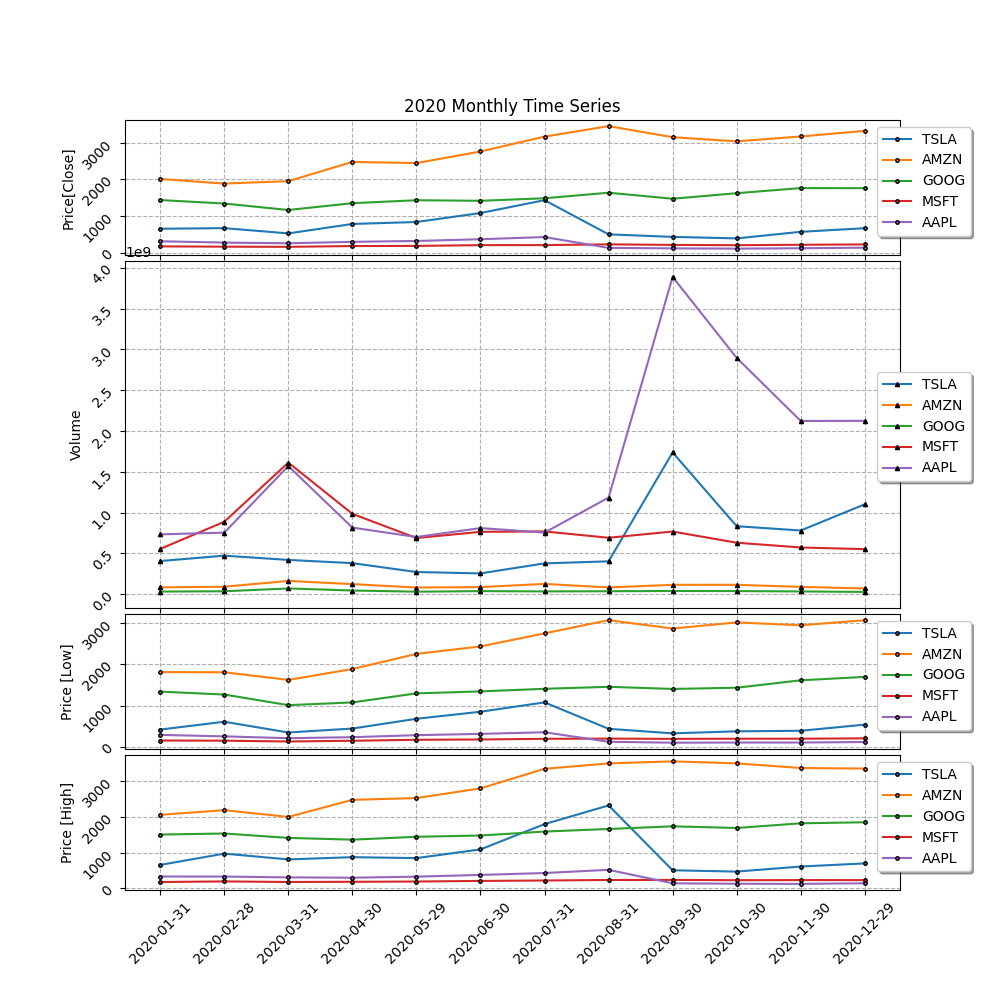 2020 Monthly Time Series
Price[Close]
3000
2000
1000
0
TSLA
AMZN
GOOG
MSFT
AAPL
1e9
Volume
4.0
3.5
3.0
2.5
2.0
1.5
1.0
0.5
0.0
TSLA
AMZN
GOOG
MSFT
AAPL
Price [Low]
3000
2000
1000
0
TSLA
AMZN
GOOG
MSFT
AAPL
Price [High]
3000
2000
1000
0
TSLA
AMZN
GOOG
MSFT
AAPL
2020-01-31
2020-02-28
2020-03-31
2020-04-30
2020-05-29
2020-06-30
2020-07-31
2020-08-31
2020-09-30
2020-10-30
2020-11-30
2020-12-29